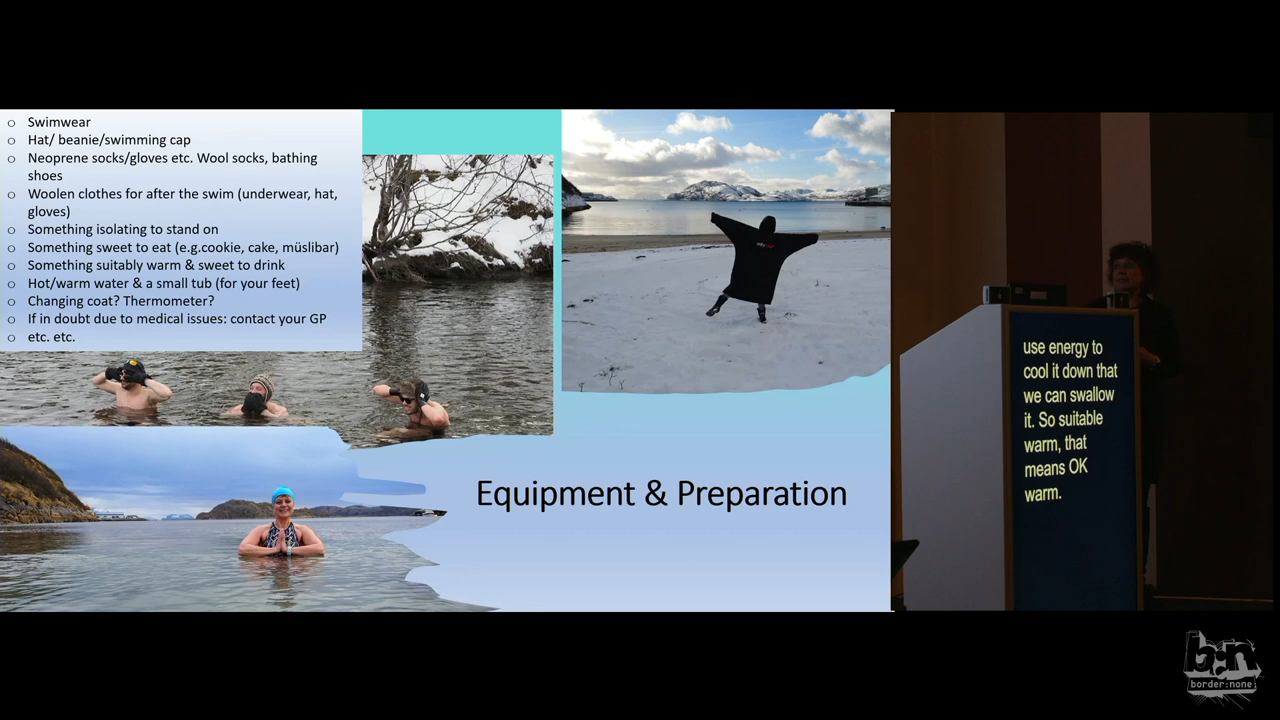 o Swimwear
o Hat/ beanie/swimming cap
o Neoprene socks/gloves etc. Wool socks, bathing
shoes
o Woolen clothes for after the swim (underwear, hat,
gloves)
o Something isolating to stand on
o Something sweet to eat (e.g.cookie, cake, müslibar)
o Something suitably warm & sweet to drink
o Hot/warm water & a small tub (for your feet)
o Changing coat? Thermometer?
o If in doubt due to medical issues: contact your GP
o etc. etc.
Equipment & Preparation
use energy to
cool it down that
we can swallow
it. So suitable
warm, that
means OK
warm.
b:n
border:none